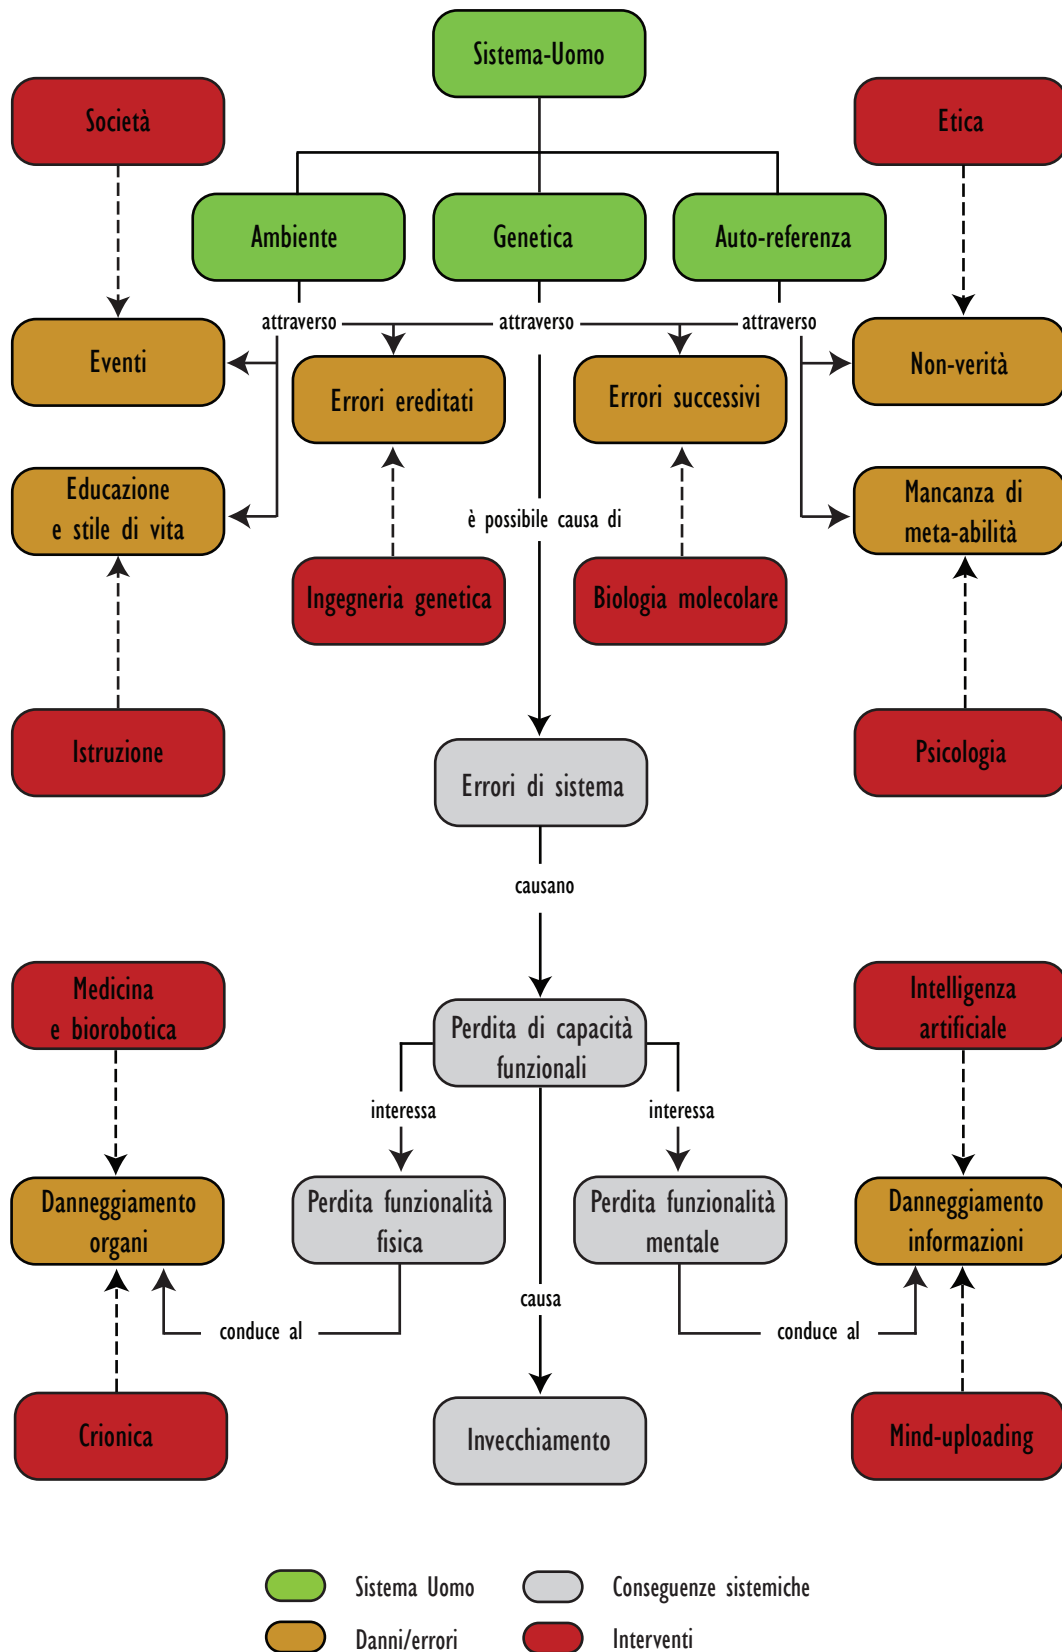 Sistema-Uomo
Società
Etica
Ambiente
Genetica
Auto-referenza
attraverso
attraverso
attraverso
Eventi
Errori ereditati
Errori successivi
Non-verità
Educazione
e stile di vita
è possibile causa di
Mancanza di
meta-abilità
Ingegneria genetica
Biologia molecolare
Istruzione
Errori di sistema
Psicologia
causano
Medicina
e biorobotica
Perdita di capacità
funzionali
Intelligenza
artificiale
interessa
interessa
Danneggiamento
organi
Perdita funzionalità
fisica
Perdita funzionalità
mentale
Danneggiamento
informazioni
conduce al
causa
conduce al
Crionica
Invecchiamento
Mind-uploading
Sistema Uomo
Conseguenze sistemiche
Danni/errori
Interventi